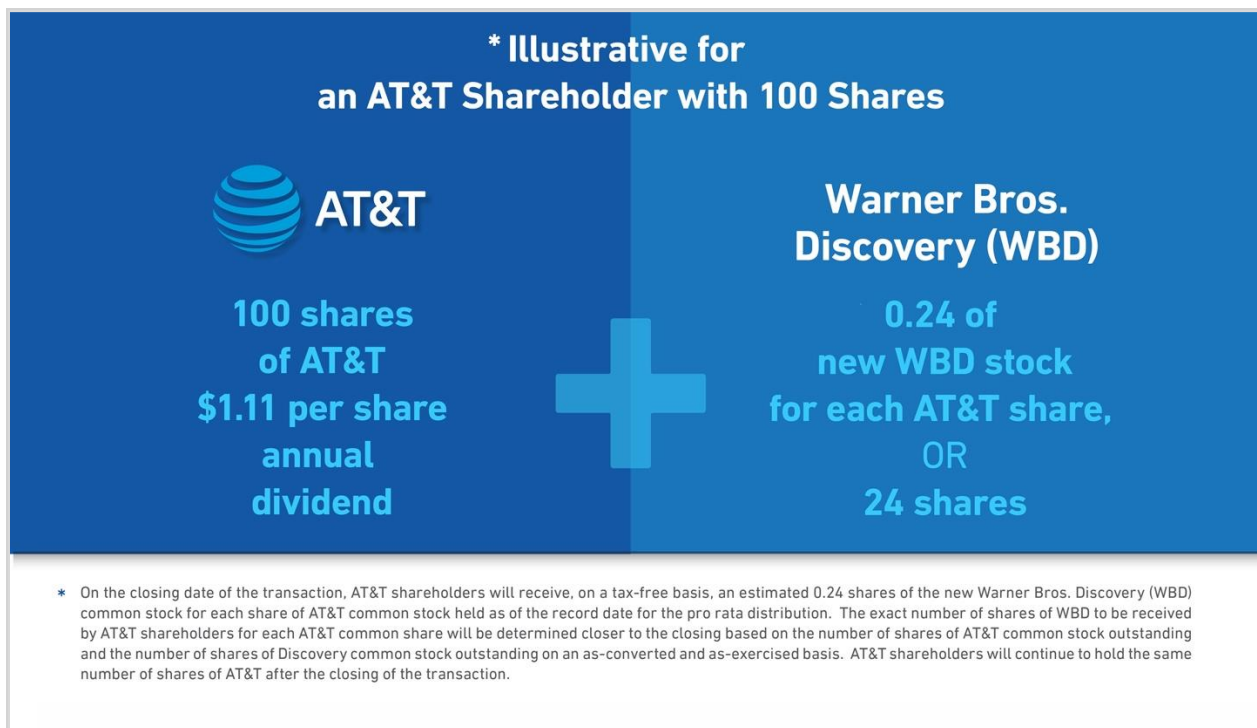 * Illustrative for
an AT&T Shareholder with 100 Shares
AT&T
100 shares
of AT&T
$1.11 per share
annual
dividend
Warner Bros.
Discovery (WBD)
0.24 of
new WBD stock
for each AT&T share,
OR
24 shares
* On the closing date of the transaction, AT&T shareholders will receive, on a tax-free basis, an estimated 0.24 shares of the new Warner Bros. Discovery (WBD)
common stock for each share of AT&T common stock held as of the record date for the pro rata distribution. The exact number of shares of WBD to be received
by AT&T shareholders for each AT&T common share will be determined closer to the closing based on the number of shares of AT&T common stock outstanding
and the number of shares of Discovery common stock outstanding on an as-converted and as-exercised basis. AT&T shareholders will continue to hold the same
number of shares of AT&T after the closing of the transaction.